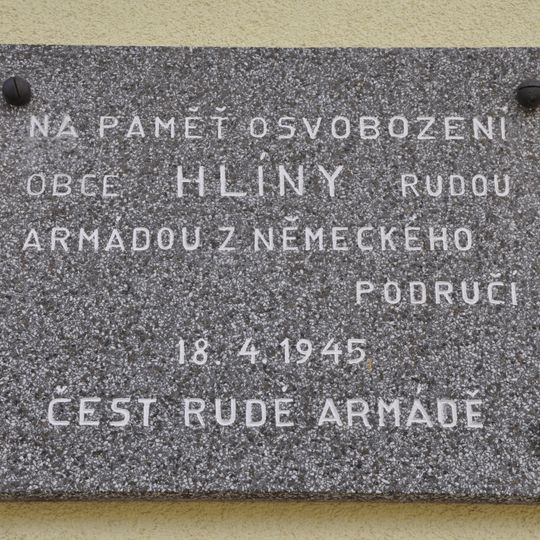 NA PAMĚŤ OSVOBOZENÍ
OBCE HLÍNY RUDOU
ARMÁDOU Z NĚMECKÉHO
PODRUČÍ
18. 4. 1945
ČEST RUDÉ ARMÁDĚ